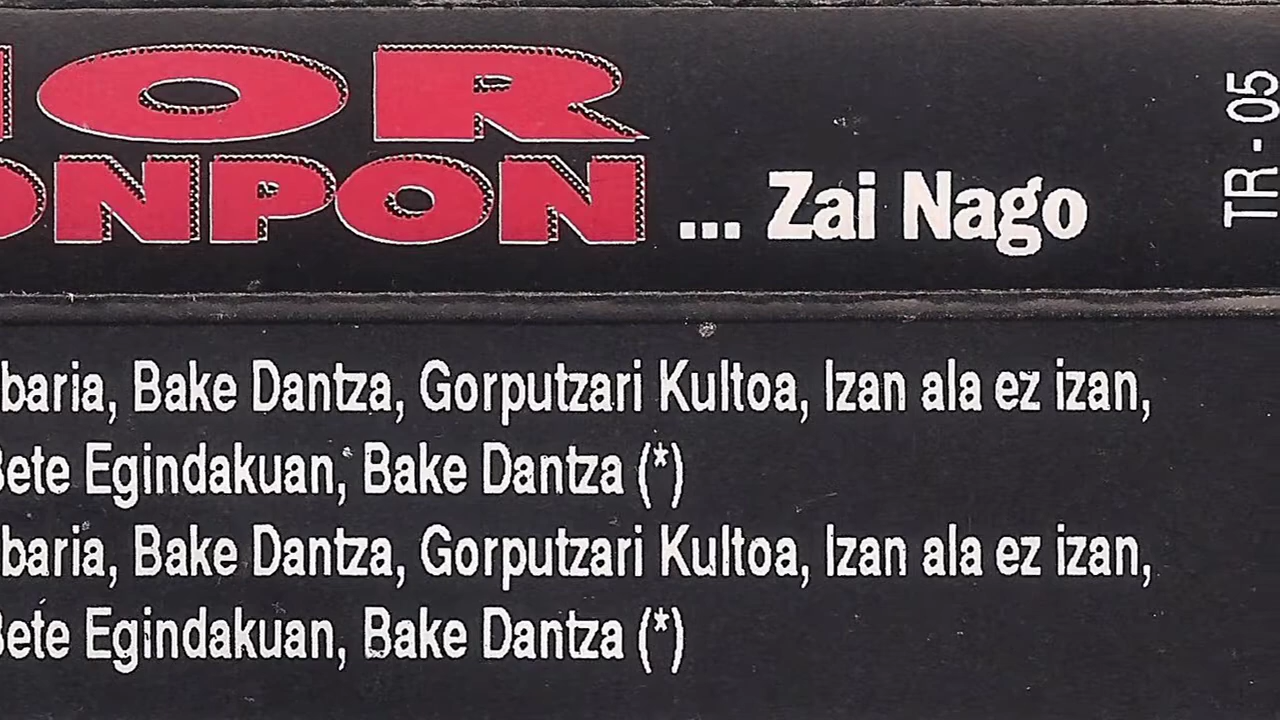 OR
ONPON ... Zai Nago
TR - 05
baria, Bake Dantza, Gorputzari Kultoa, Izan ala ez izan,
Bete Egindakuan, Bake Dantza (*)
baria, Bake Dantza, Gorputzari Kultoa, Izan ala ez izan,
Bete Egindakuan, Bake Dantza (*)